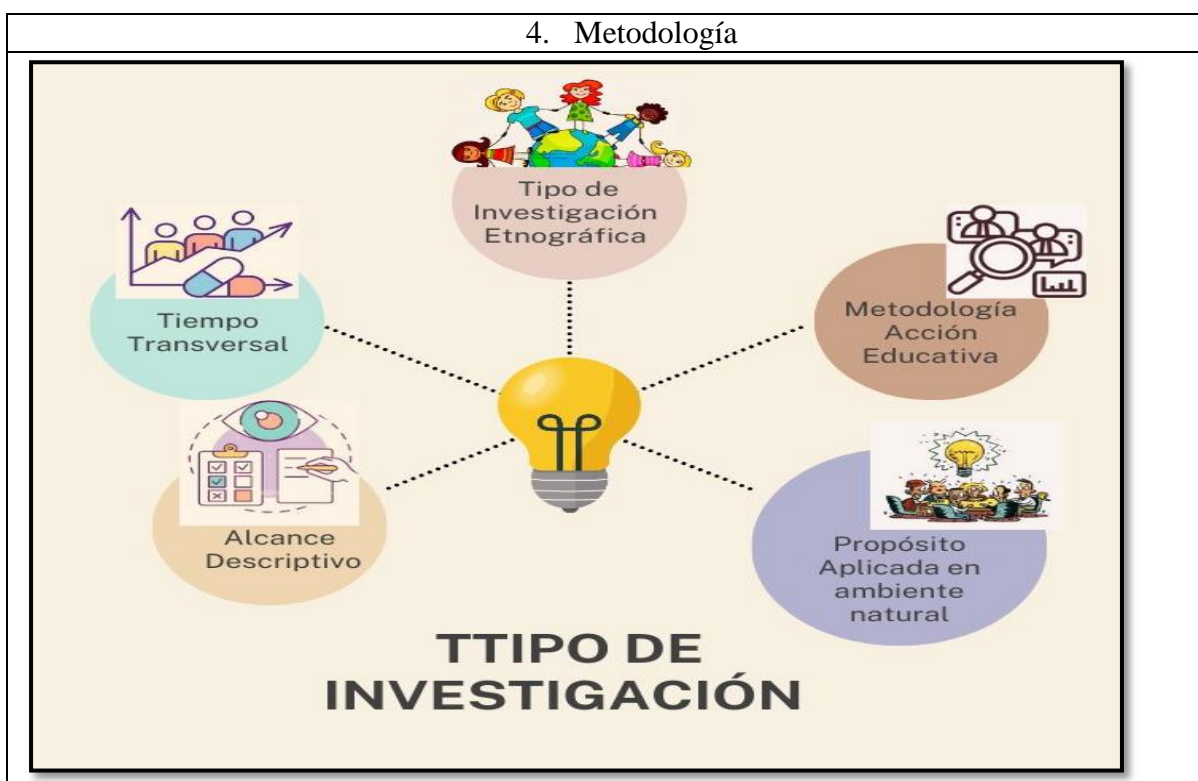 4. Metodología
Tipo de
Investigación
Etnográfica
Tiempo
Transversal
Metodología
Acción
Educativa
Alcance
Descriptivo
Propósito
Aplicada en
ambiente
natural
TTIPO DE
INVESTIGACIÓN